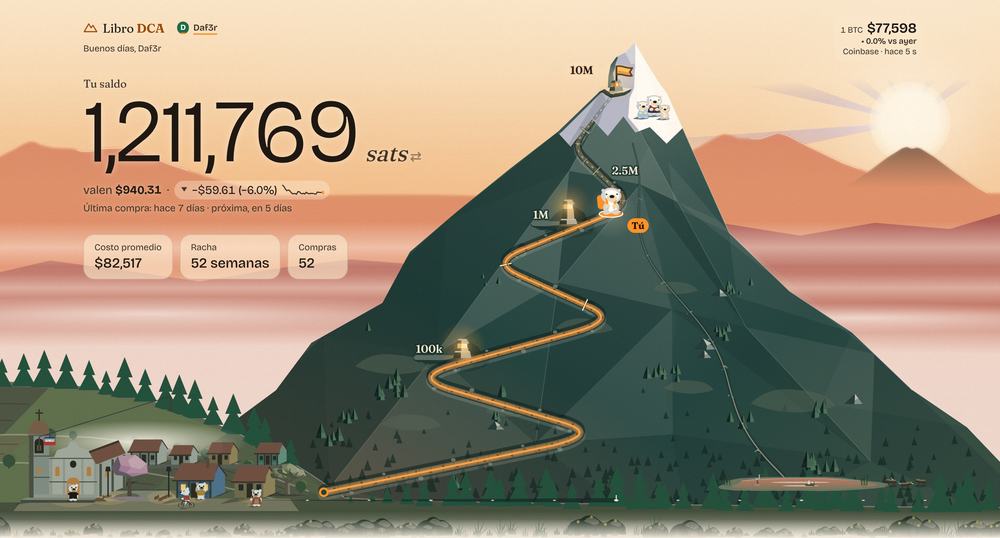 Libro DCA
D Daf3r
Buenos días, Daf3r
1 BTC $77,598
• 0.0% vs ayer
Coinbase · hace 5 s
Tu saldo
1,211,769 sats ⇄
valen $940.31 · ▼ −$59.61 (−6.0%)
Última compra: hace 7 días · próxima, en 5 días
Costo promedio
$82,517
Racha
52 semanas
Compras
52
10M
2.5M
1M
Tú
100k